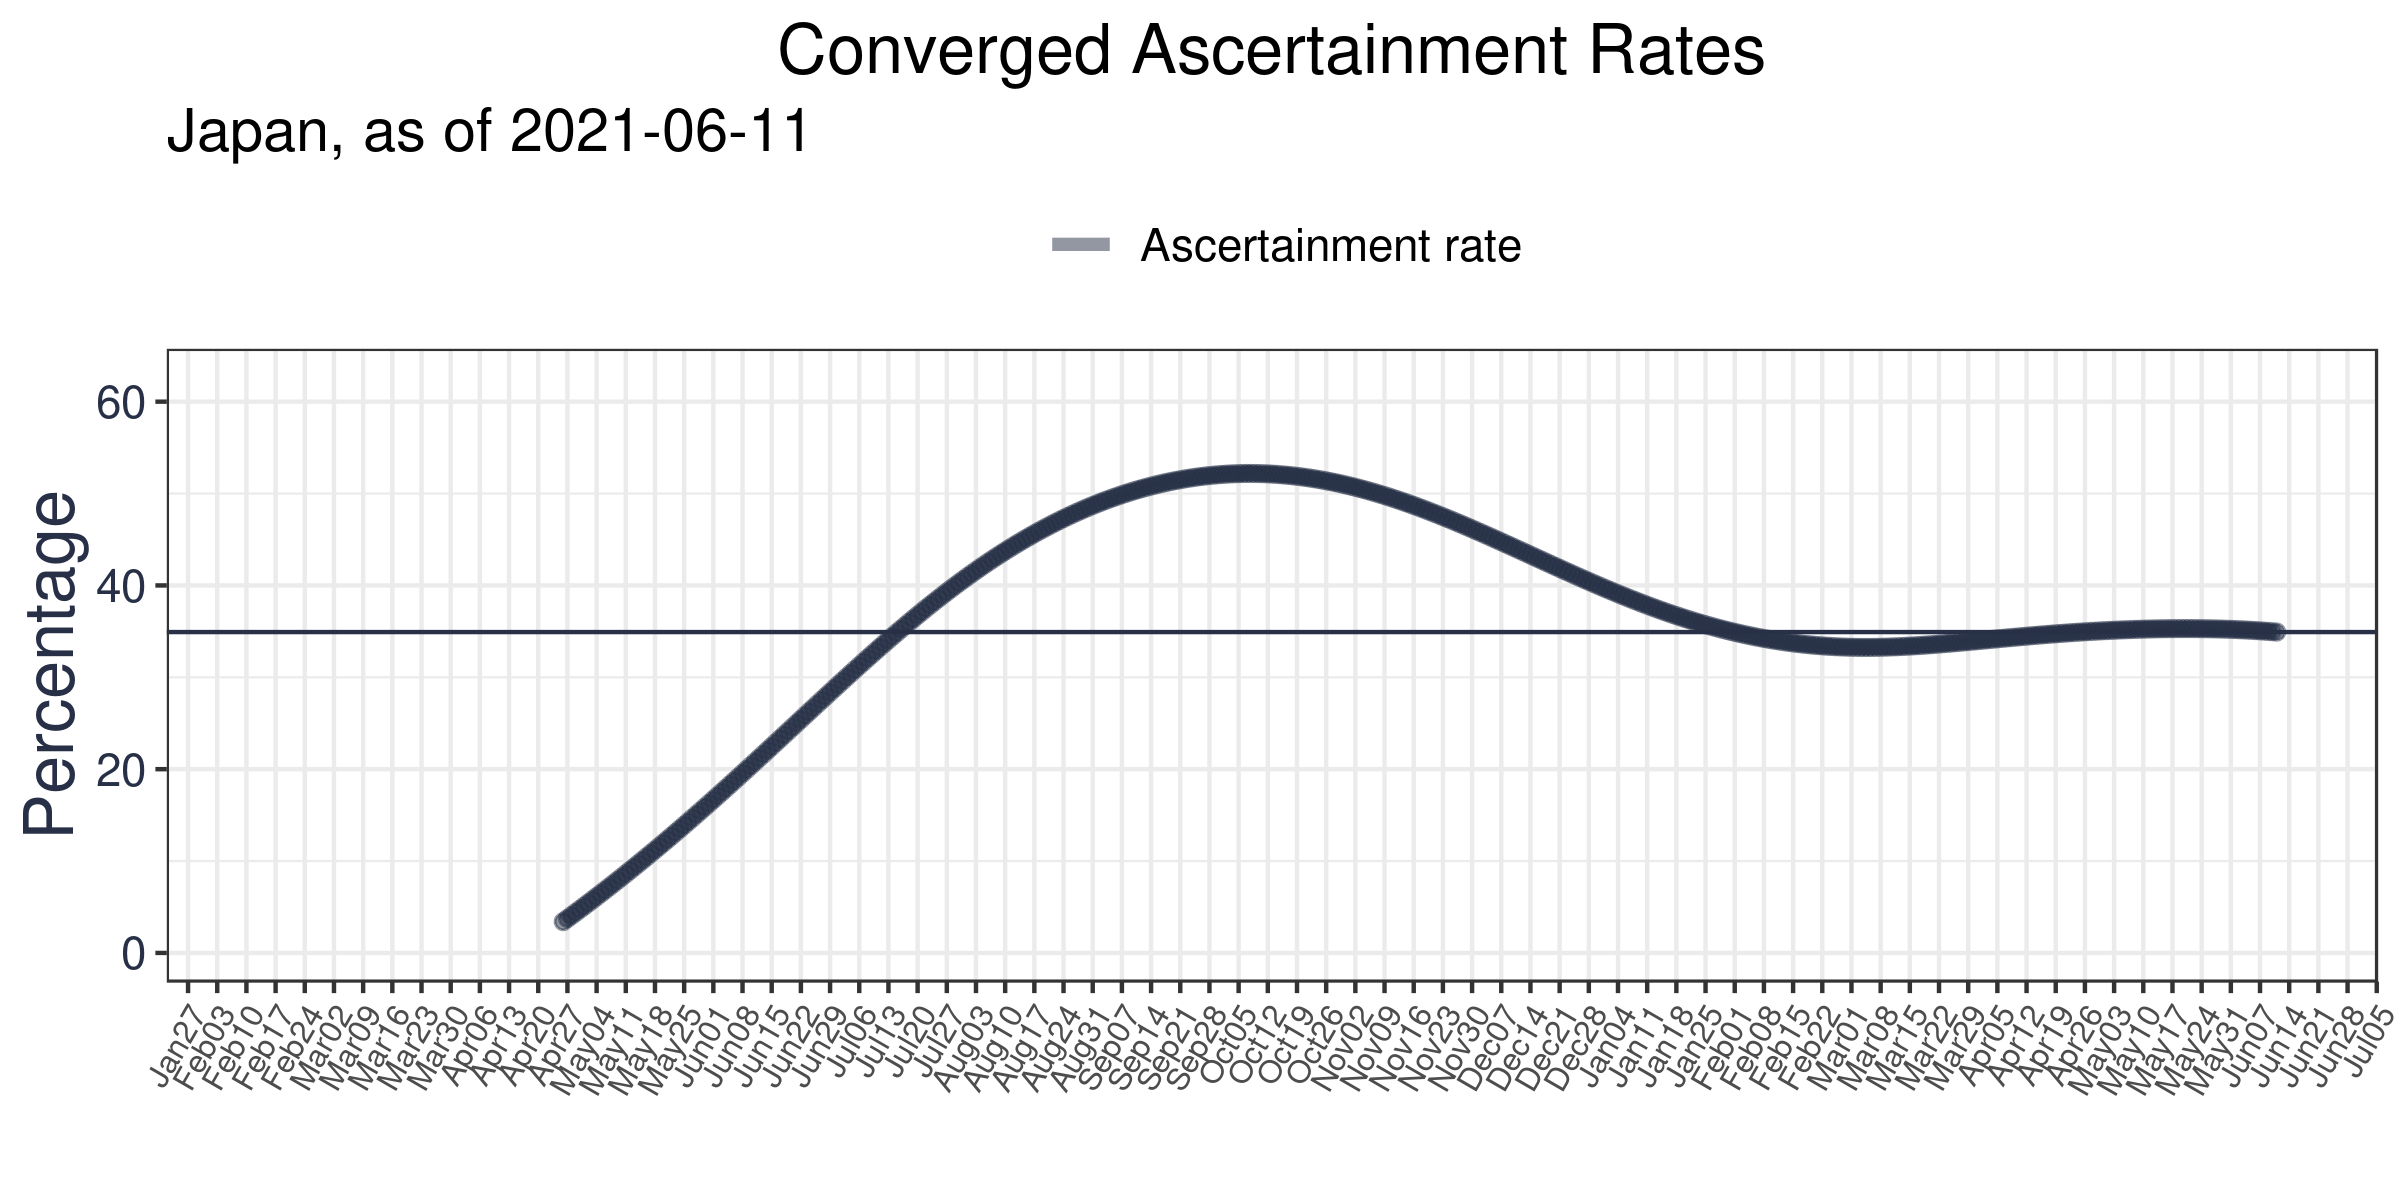 Converged Ascertainment Rates
Japan, as of 2021-06-11
Ascertainment rate
Percentage
60
40
20
0
Jan27 Feb03 Feb10 Feb17 Feb24 Mar02 Mar09 Mar16 Mar23 Mar30 Apr06 Apr13 Apr20 Apr27 May04 May11 May18 May25 Jun01 Jun08 Jun15 Jun22 Jun29 Jul06 Jul13 Jul20 Jul27 Aug03 Aug10 Aug17 Aug24 Aug31 Sep07 Sep14 Sep21 Sep28 Oct05 Oct12 Oct19 Oct26 Nov02 Nov09 Nov16 Nov23 Nov30 Dec07 Dec14 Dec21 Dec28 Jan04 Jan11 Jan18 Jan25 Feb01 Feb08 Feb15 Feb22 Mar01 Mar08 Mar15 Mar22 Mar29 Apr05 Apr12 Apr19 Apr26 May03 May10 May17 May24 May31 Jun07 Jun14 Jun21 Jun28 Jul05